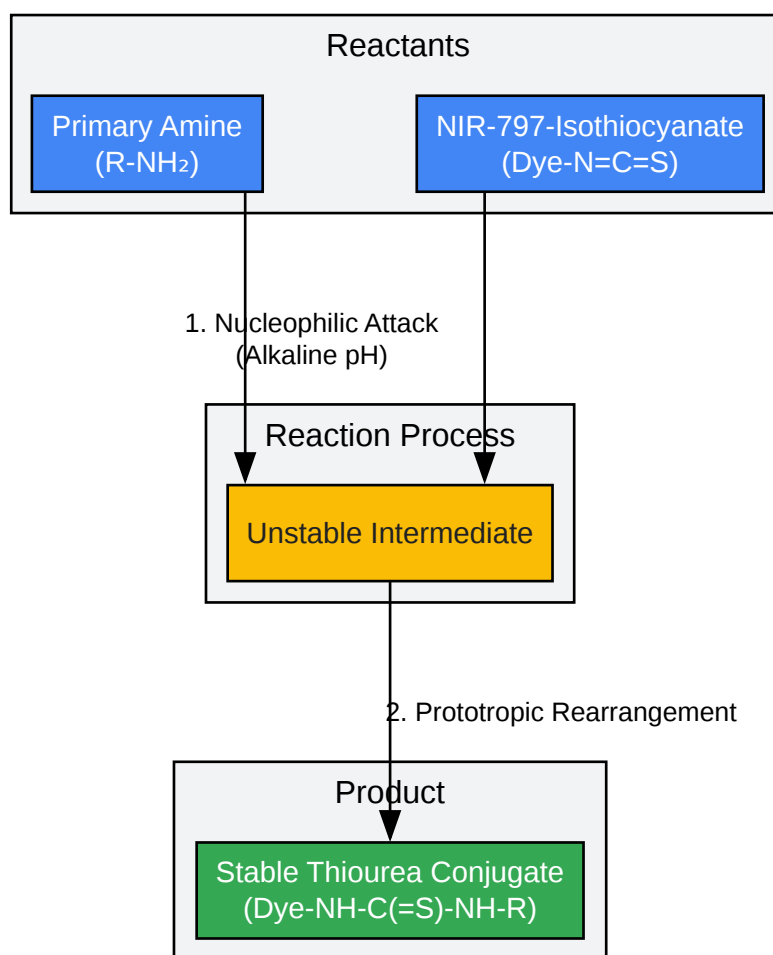 Reactants
Primary Amine
(R-NH₂)
NIR-797-Isothiocyanate
(Dye-N=C=S)
1. Nucleophilic Attack
(Alkaline pH)
Reaction Process
Unstable Intermediate
2. Prototropic Rearrangement
Product
Stable Thiourea Conjugate
(Dye-NH-C(=S)-NH-R)